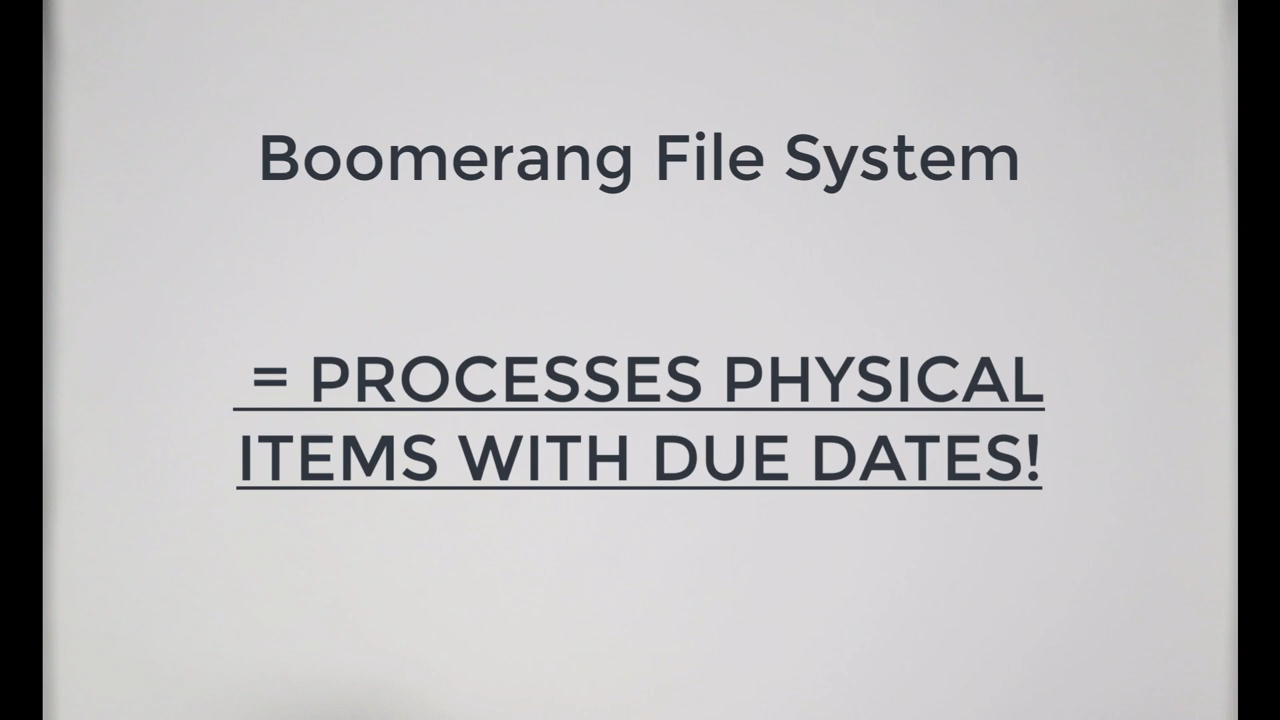 Boomerang File System
= PROCESSES PHYSICAL
ITEMS WITH DUE DATES!